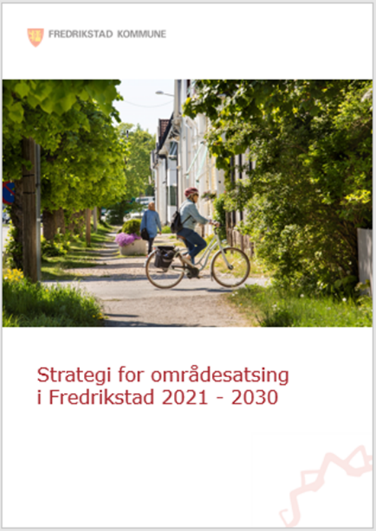 FREDRIKSTAD KOMMUNE
Strategi for områdesatsing
i Fredrikstad 2021 - 2030